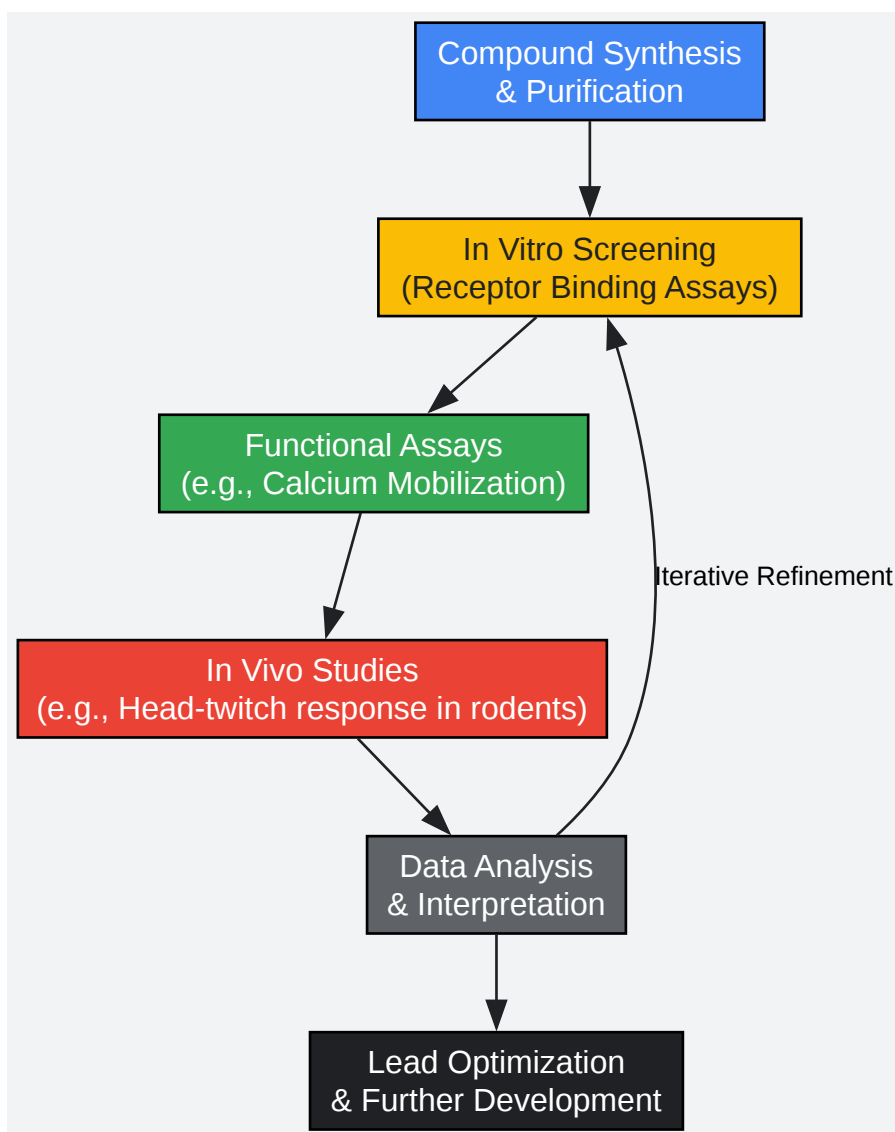 Compound Synthesis
& Purification
In Vitro Screening
(Receptor Binding Assays)
Functional Assays
(e.g., Calcium Mobilization)
Iterative Refinement
In Vivo Studies
(e.g., Head-twitch response in rodents)
Data Analysis
& Interpretation
Lead Optimization
& Further Development